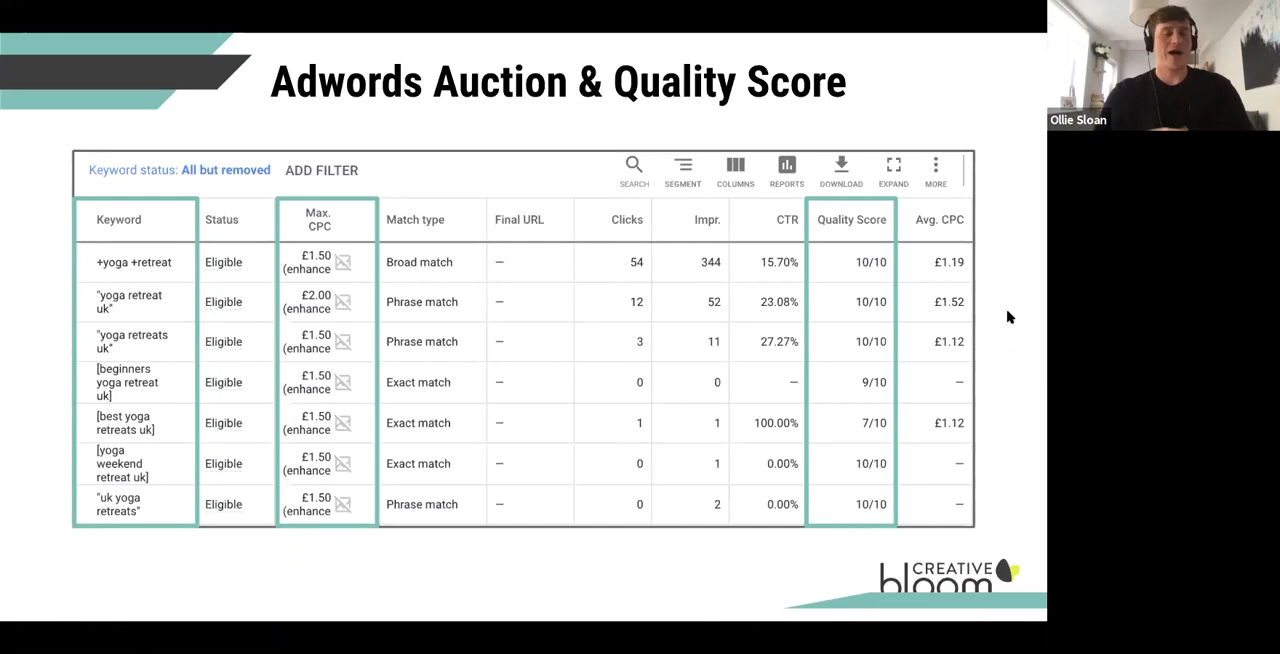 Adwords Auction & Quality Score
Ollie Sloan
Keyword status: All but removed ADD FILTER
SEARCH SEGMENT COLUMNS REPORTS DOWNLOAD EXPAND MORE
Keyword Status Max. CPC Match type Final URL Clicks Impr. CTR Quality Score Avg. CPC
+yoga +retreat Eligible £1.50 (enhance Broad match — 54 344 15.70% 10/10 £1.19
"yoga retreat uk" Eligible £2.00 (enhance Phrase match — 12 52 23.08% 10/10 £1.52
"yoga retreats uk" Eligible £1.50 (enhance Phrase match — 3 11 27.27% 10/10 £1.12
[beginners yoga retreat uk] Eligible £1.50 (enhance Exact match — 0 0 — 9/10 —
[best yoga retreats uk] Eligible £1.50 (enhance Exact match — 1 1 100.00% 7/10 £1.12
[yoga weekend retreat uk] Eligible £1.50 (enhance Exact match — 0 1 0.00% 10/10 —
"uk yoga retreats" Eligible £1.50 (enhance Phrase match — 0 2 0.00% 10/10 —
CREATIVE
bloom